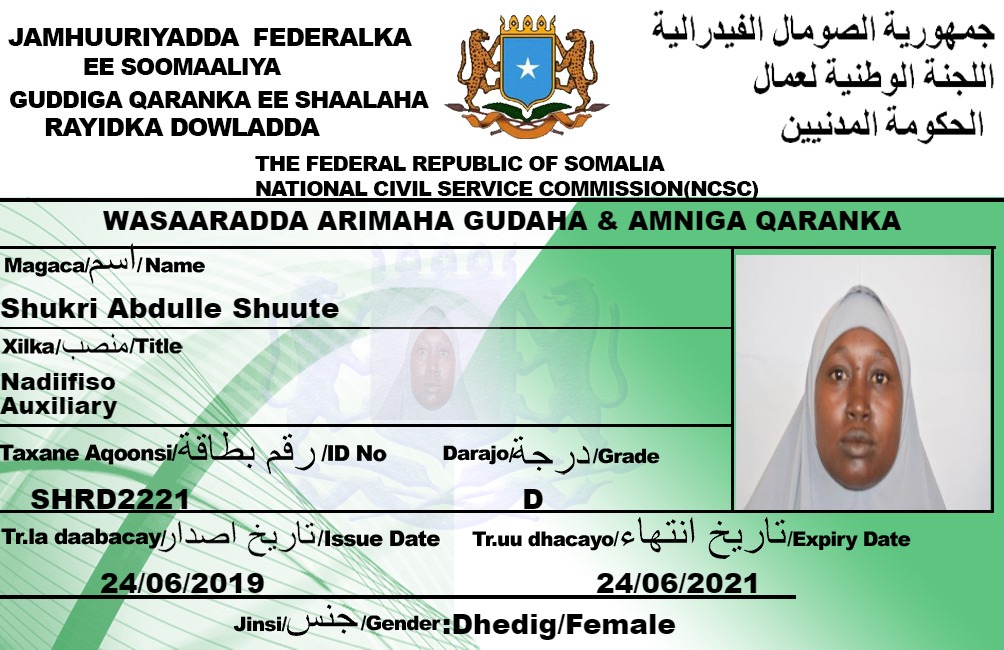 JAMHUURIYADDA FEDERALKA
EE SOOMAALIYA
GUDDIGA QARANKA EE SHAALAHA
RAYIDKA DOWLADDA
جمهورية الصومال الفيدرالية
اللجنة الوطنية لعمال
الحكومة المدنيين
THE FEDERAL REPUBLIC OF SOMALIA
NATIONAL CIVIL SERVICE COMMISSION(NCSC)
WASAARADDA ARIMAHA GUDAHA & AMNIGA QARANKA
Magaca/اسم/Name
Shukri Abdulle Shuute
Xilka/منصب/Title
Nadiifiso
Auxiliary
Taxane Aqoonsi/رقم بطاقة/ID No
Darajo/درجة/Grade
SHRD2221
D
Tr.la daabacay/تاريخ اصدار/Issue Date
Tr.uu dhacayo/تاريخ انتهاء/Expiry Date
24/06/2019
24/06/2021
Jinsi/جنس/Gender:Dhedig/Female